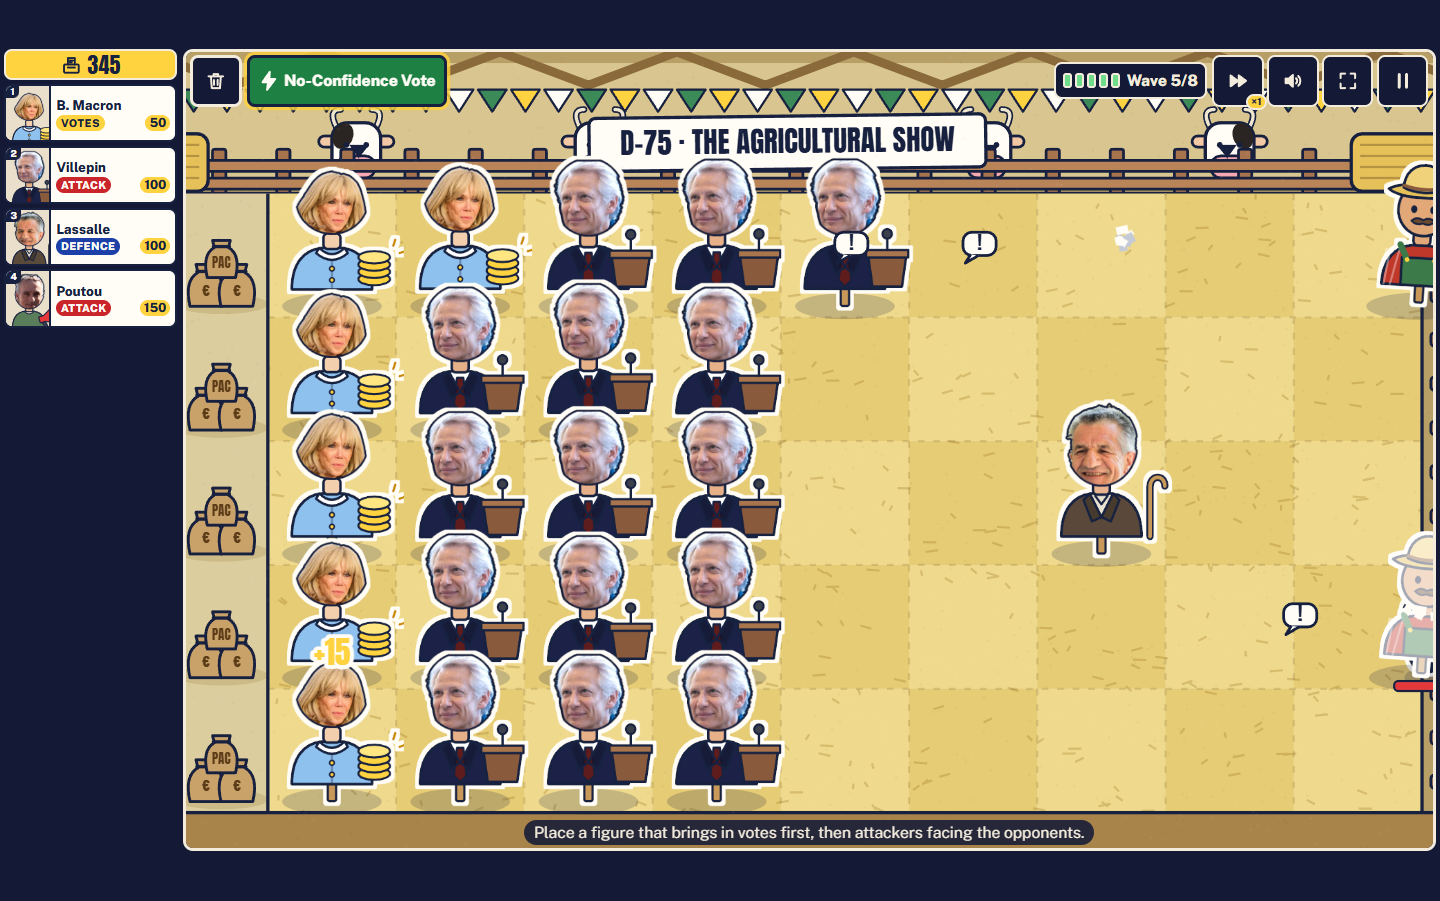 345
No-Confidence Vote
Wave 5/8
×1
D-75 · THE AGRICULTURAL SHOW
1
B. Macron
VOTES
50
2
Villepin
ATTACK
100
3
Lassalle
DEFENCE
100
4
Poutou
ATTACK
150
PAC
€ €
PAC
€ €
PAC
€ €
PAC
€ €
PAC
€ €
!
!
!
+15
Place a figure that brings in votes first, then attackers facing the opponents.